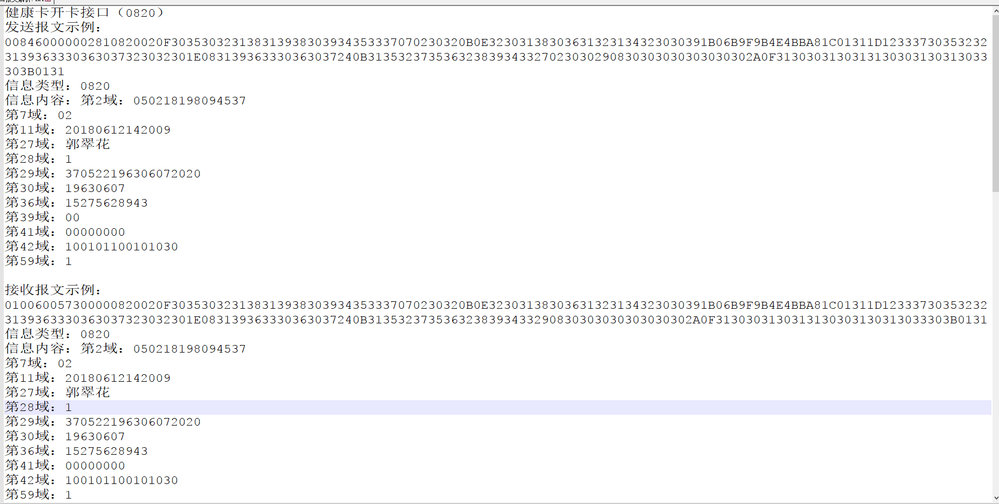 健康卡开卡接口（0820）
发送报文示例：
00846000000281082002​0F303530323138313938303934353337070230320B0E32303138303631323134323030391B06B9F9B4E4BBA81C01311D12333730353232
313936333036303732303​2301E0831393633303630372​40B313532373536323839343327023030290830303030303030302A0F313030313031313030313031303​3
303B0131
信息类型：0820
信息内容：第2域：050218198094537
第7域：02
第11域：20180612142009
第27域：郭翠花
第28域：1
第29域：370522196306072020
第30域：19630607
第36域：15275628943
第39域：00
第41域：00000000
第42域：100101100101030
第59域：1
接收报文示例：
010060057300000820020F303530323138313938303934353337070230320B0E32303138303631323134323030391B06B9F9B4E4BBA81C01311D12333730353232
3139363330363037323032301E083139363330363037240B3135323735363238393433290830303030303030302A0F3130303130313130303130313033303B0131
信息类型：0820
信息内容：第2域：050218198094537
第7域：02
第11域：20180612142009
第27域：郭翠花
第28域：1
第29域：370522196306072020
第30域：19630607
第36域：15275628943
第41域：00000000
第42域：100101100101030
第59域：1